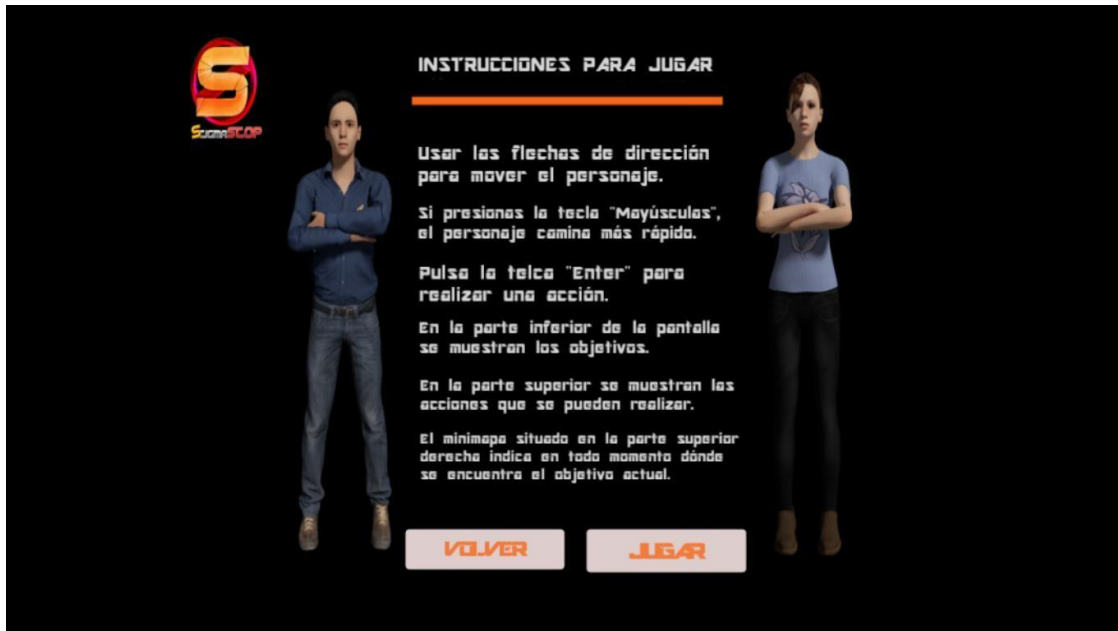 StigmaSTOP
INSTRUCCIONES PARA JUGAR
Usar las flechas de dirección
para mover el personaje.
Si presionas la tecla "Mayúsculas",
el personaje camina más rápido.
Pulsa la telca "Enter" para
realizar una acción.
En la parte inferior de la pantalla
se muestran los objetivos.
En la parte superior se muestran las
acciones que se pueden realizar.
El minimapa situado en la parte superior
derecha indica en todo momento dónde
se encuentra el objetivo actual.
VOLVER
JUGAR